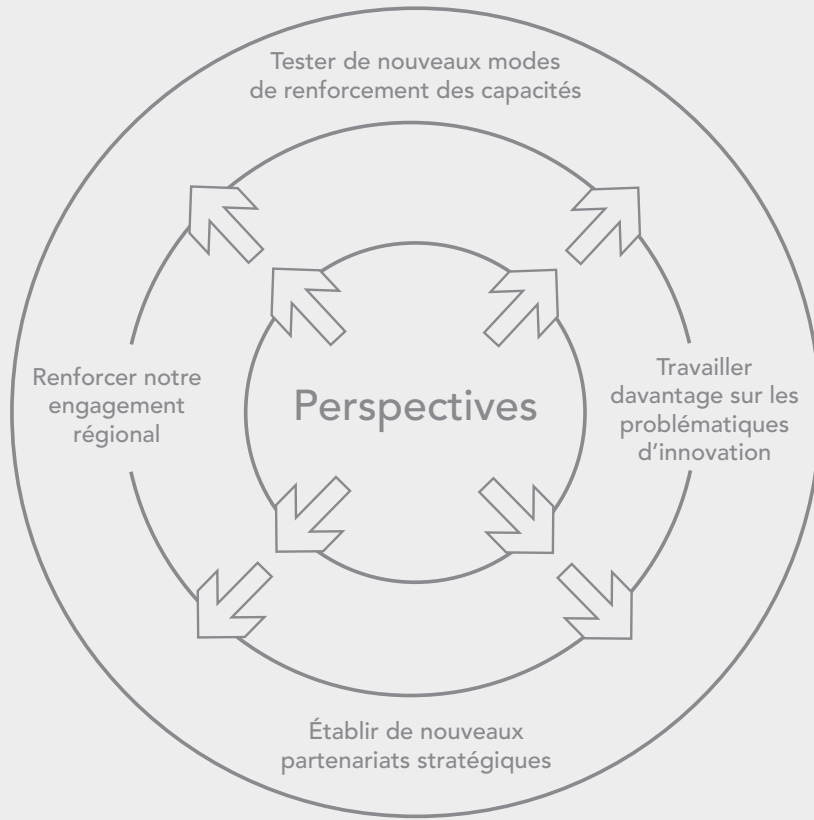 Tester de nouveaux modes
de renforcement des capacités
Renforcer notre
engagement
régional
Perspectives
Travailler
davantage sur les
problématiques
d’innovation
Établir de nouveaux
partenariats stratégiques